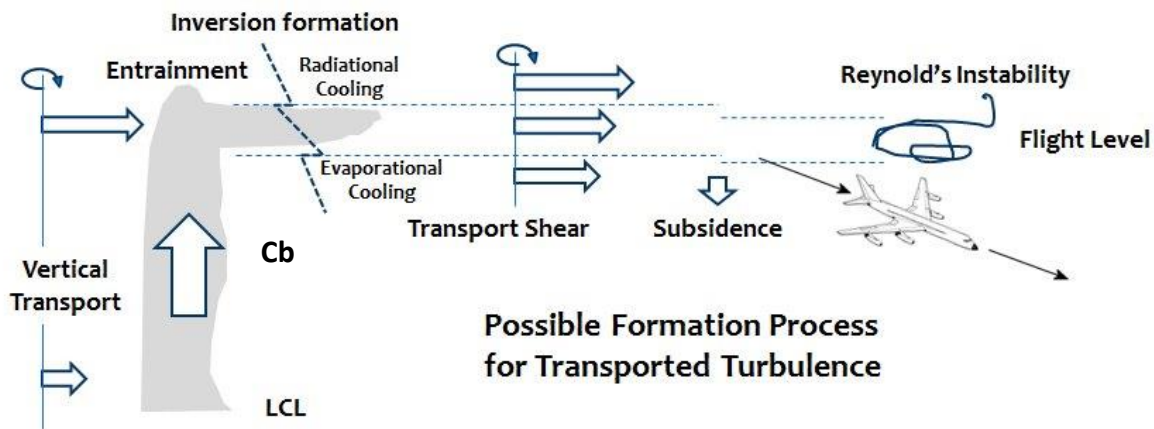 Inversion formation
Entrainment
Radiational
Cooling
Reynold's Instability
Flight Level
Evaporational
Cooling
Transport Shear
Subsidence
Cb
Vertical
Transport
Possible Formation Process
for Transported Turbulence
LCL